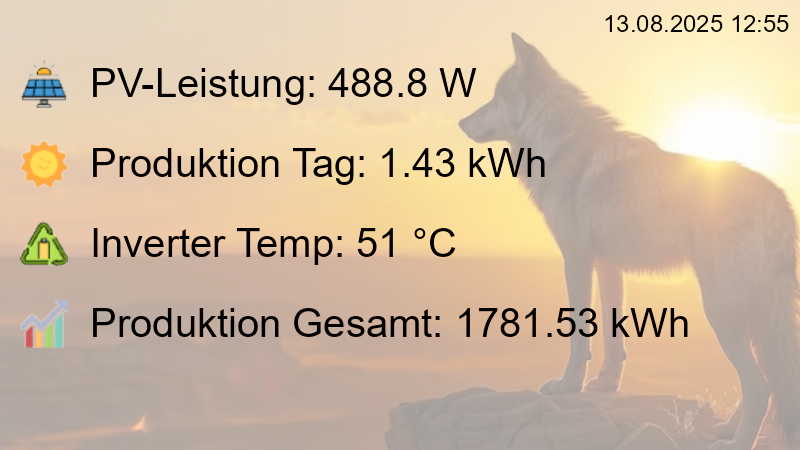 13.08.2025 12:55
PV-Leistung: 488.8 W
Produktion Tag: 1.43 kWh
Inverter Temp: 51 °C
Produktion Gesamt: 1781.53 kWh